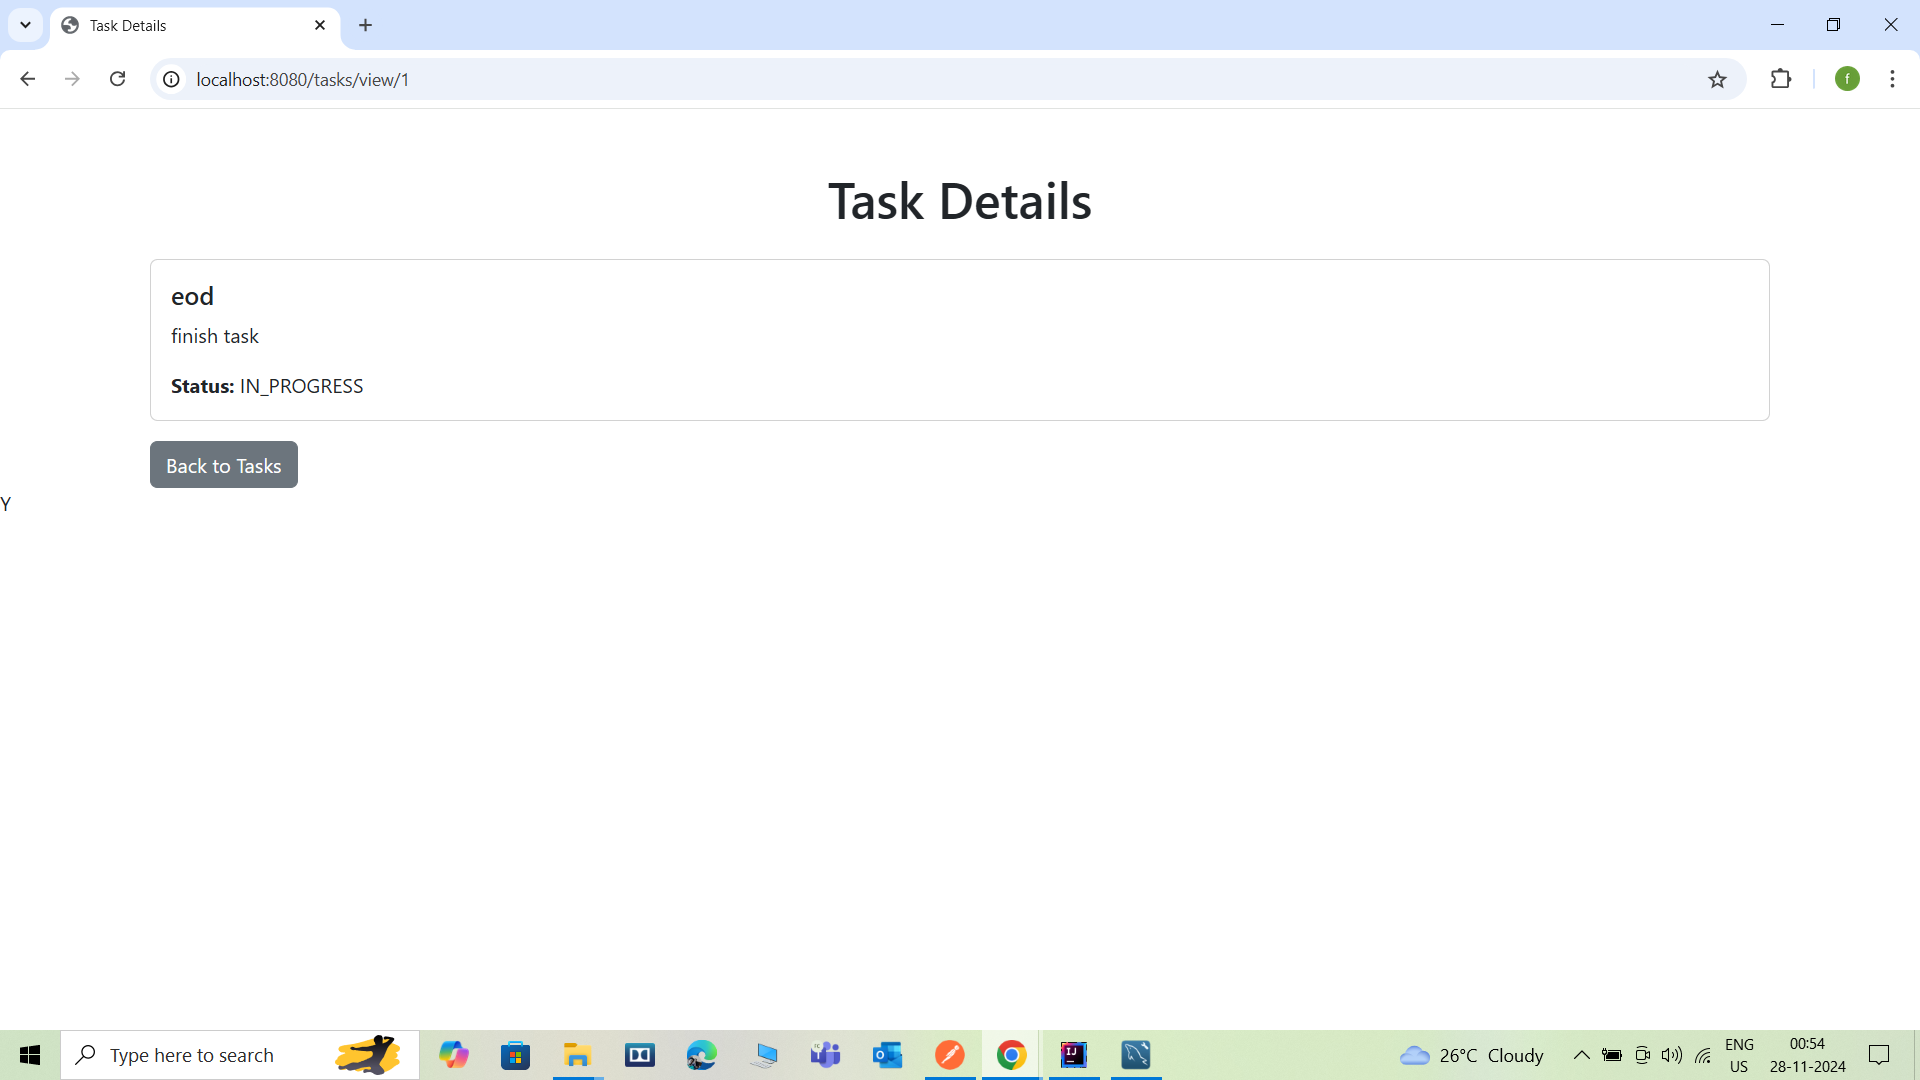 Task Details
localhost:8080/tasks/view/1
f
Task Details
eod
finish task
Status: IN_PROGRESS
Back to Tasks
Y
Type here to search
26°C Cloudy
ENG
US
00:54
28-11-2024